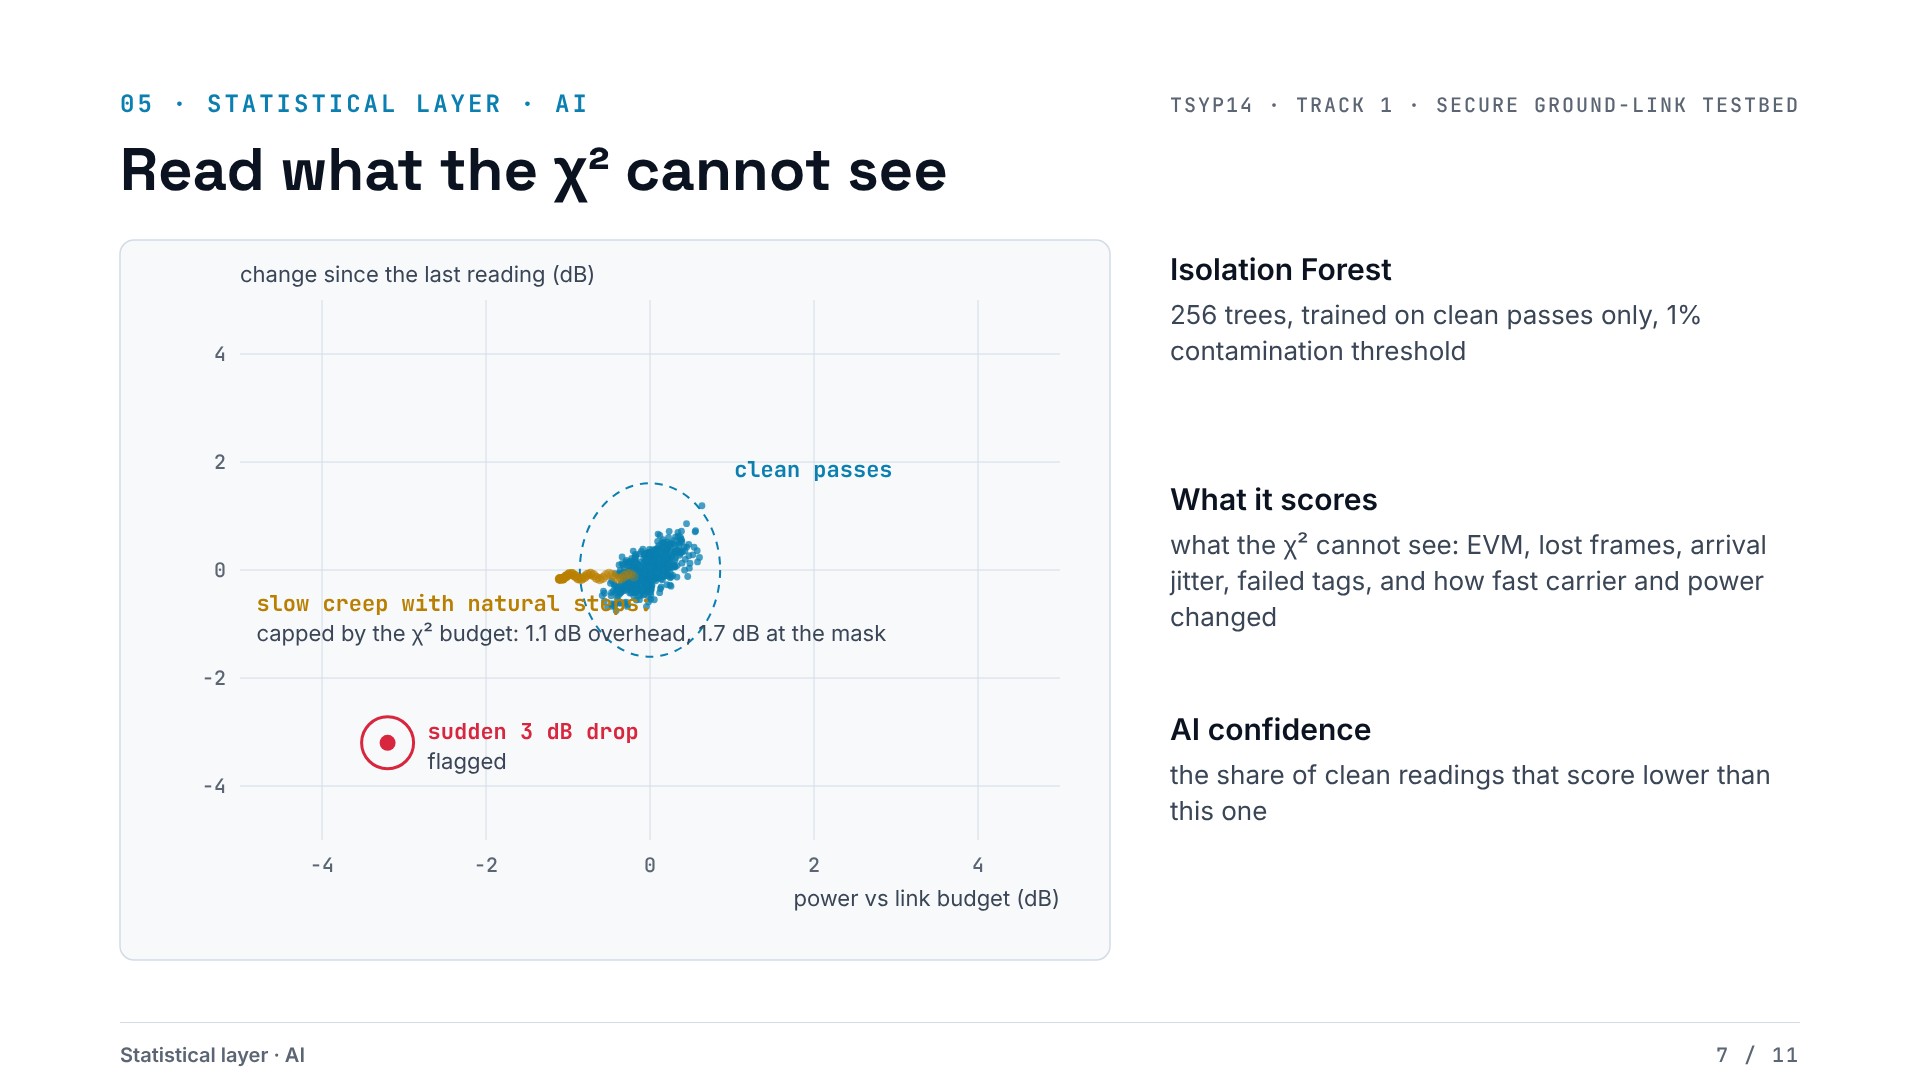 05 · STATISTICAL LAYER · AI
TSYP14 · TRACK 1 · SECURE GROUND-LINK TESTBED
Read what the χ² cannot see
change since the last reading (dB)
4
2
0
-2
-4
clean passes
slow creep with natural steps:
capped by the χ² budget: 1.1 dB overhead, 1.7 dB at the mask
sudden 3 dB drop
flagged
-4 -2 0 2 4
power vs link budget (dB)
Isolation Forest
256 trees, trained on clean passes only, 1%
contamination threshold
What it scores
what the χ² cannot see: EVM, lost frames, arrival
jitter, failed tags, and how fast carrier and power
changed
AI confidence
the share of clean readings that score lower than
this one
Statistical layer · AI
7 / 11